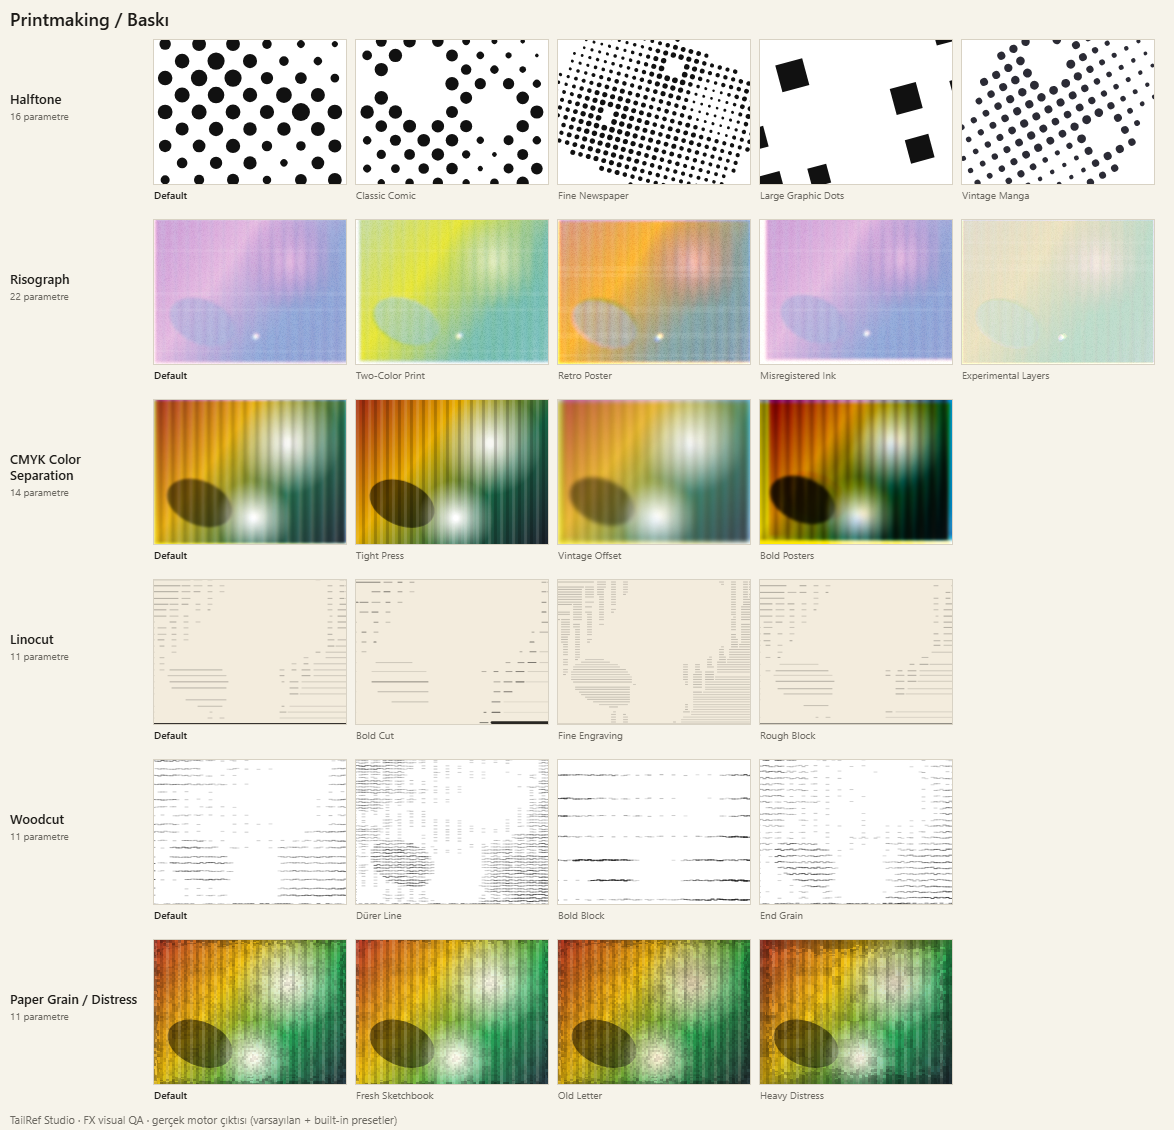 Printmaking / Baskı
Halftone
16 parametre
Default
Classic Comic
Fine Newspaper
Large Graphic Dots
Vintage Manga
Risograph
22 parametre
Default
Two-Color Print
Retro Poster
Misregistered Ink
Experimental Layers
CMYK Color
Separation
14 parametre
Default
Tight Press
Vintage Offset
Bold Posters
Linocut
11 parametre
Default
Bold Cut
Fine Engraving
Rough Block
Woodcut
11 parametre
Default
Dürer Line
Bold Block
End Grain
Paper Grain / Distress
11 parametre
Default
Fresh Sketchbook
Old Letter
Heavy Distress
TailRef Studio · FX visual QA · gerçek motor çıktısı (varsayılan + built-in presetler)